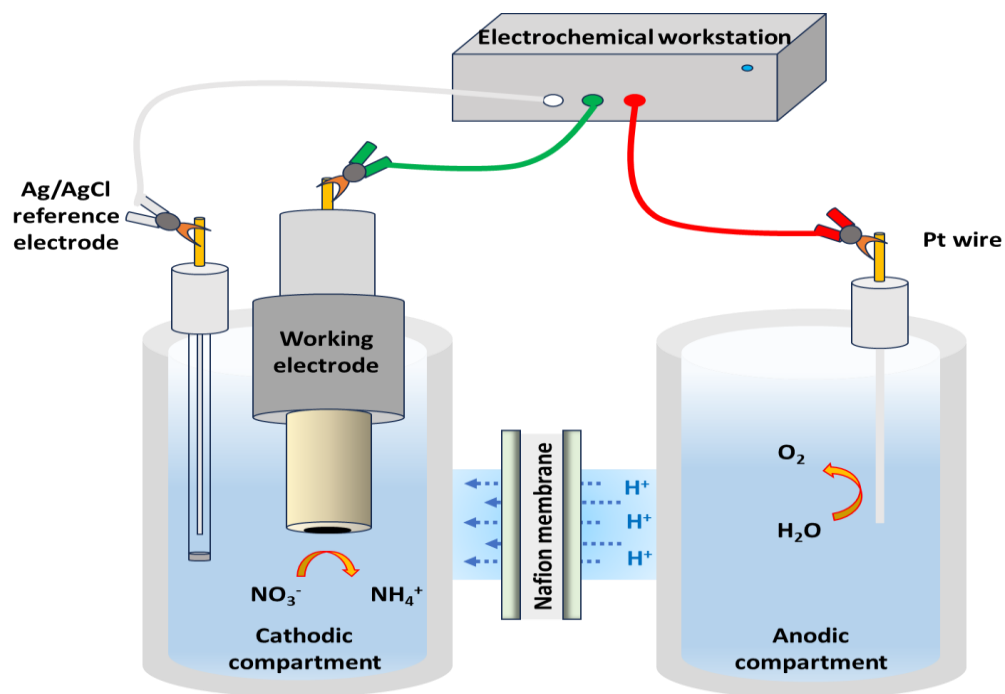 Electrochemical workstation
Ag/AgCl
reference
electrode
Pt wire
Working
electrode
Nafion membrane
H⁺
H⁺
H⁺
O₂
H₂O
NO₃⁻
NH₄⁺
Cathodic
compartment
Anodic
compartment